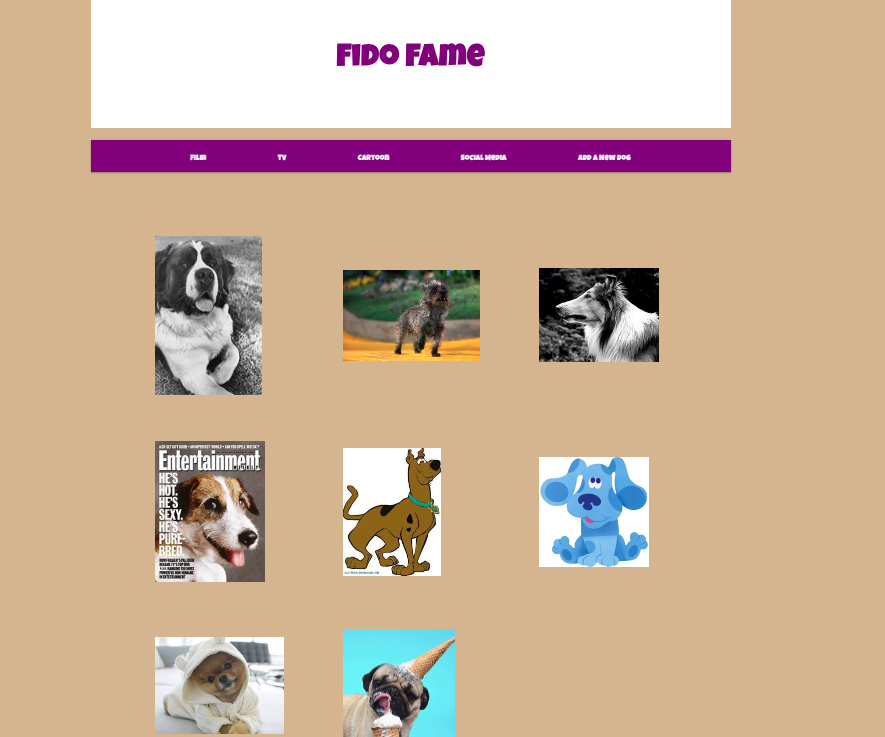 Fido Fame
Film
TV
Cartoon
Social Media
Add a New Dog
Entertainment
HE'S
HOT.
HE'S
SEXY.
HE'S
PURE-
BRED.